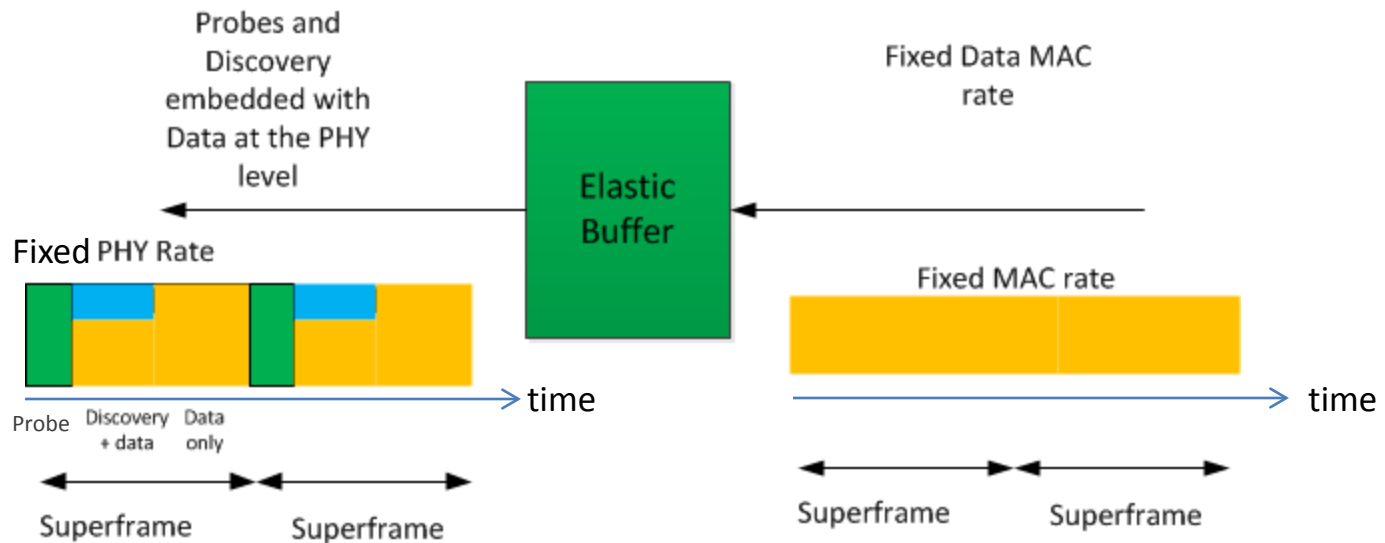 Probes and
Discovery
embedded with
Data at the PHY
level
Fixed Data MAC
rate
Elastic
Buffer
Fixed PHY Rate
Fixed MAC rate
time
time
Probe
Discovery
+ data
Data
only
Superframe
Superframe
Superframe
Superframe